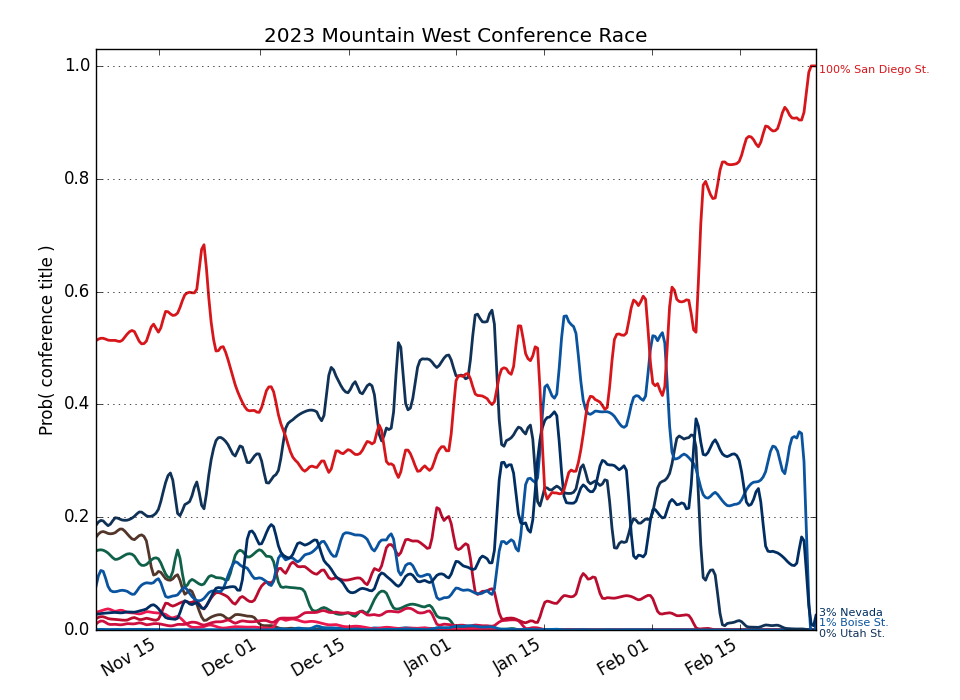 2023 Mountain West Conference Race
Prob( conference title )
1.0
0.8
0.6
0.4
0.2
0.0
100% San Diego St.
3% Nevada
1% Boise St.
0% Utah St.
Nov 15
Dec 01
Dec 15
Jan 01
Jan 15
Feb 01
Feb 15